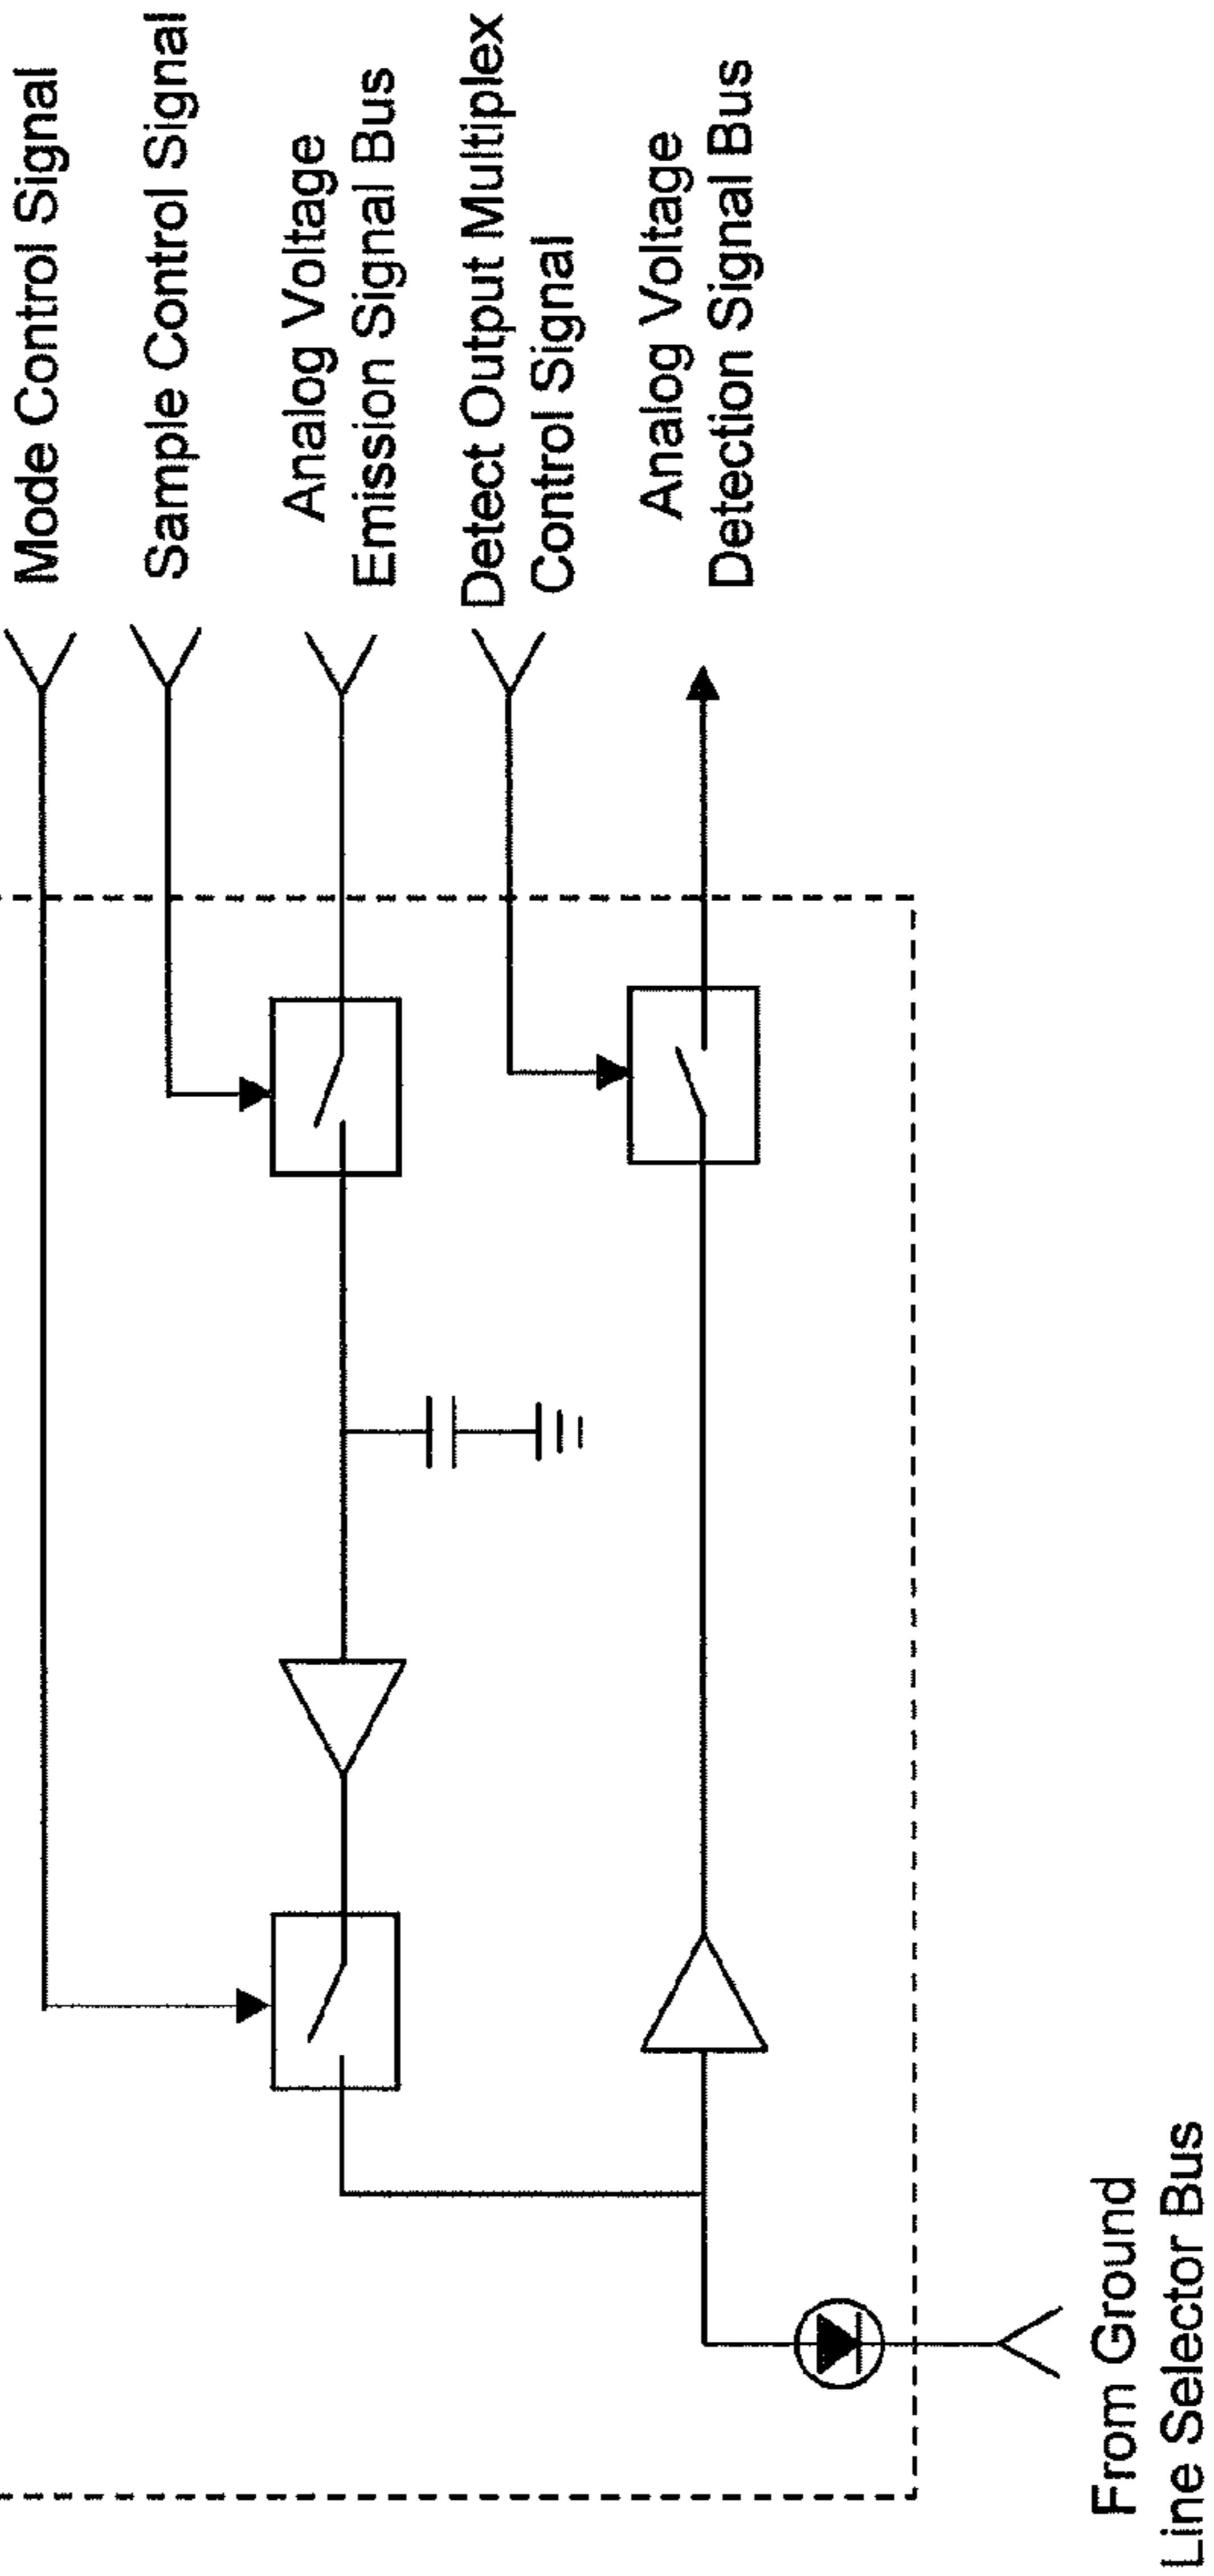 Mode Control Signal
Sample Control Signal
Analog Voltage
Emission Signal Bus
Detect Output Multiplex
Control Signal
Analog Voltage
Detection Signal Bus
From Ground
Line Selector Bus